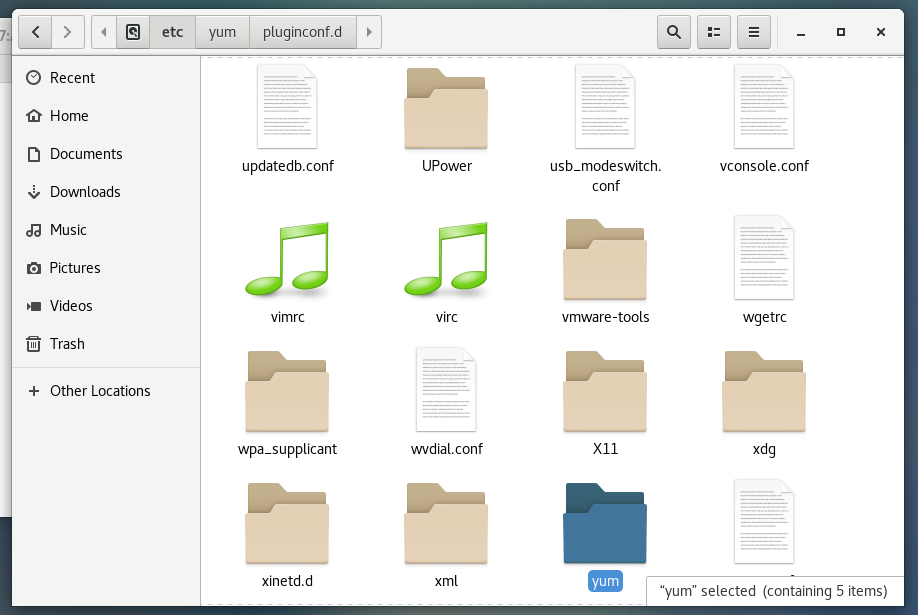 etc
yum
pluginconf.d
Recent
Home
Documents
Downloads
Music
Pictures
Videos
Trash
Other Locations
updatedb.conf
UPower
usb_modeswitch.
conf
vconsole.conf
vimrc
virc
vmware-tools
wgetrc
wpa_supplicant
wvdial.conf
X11
xdg
xinetd.d
xml
yum
“yum” selected (containing 5 items)